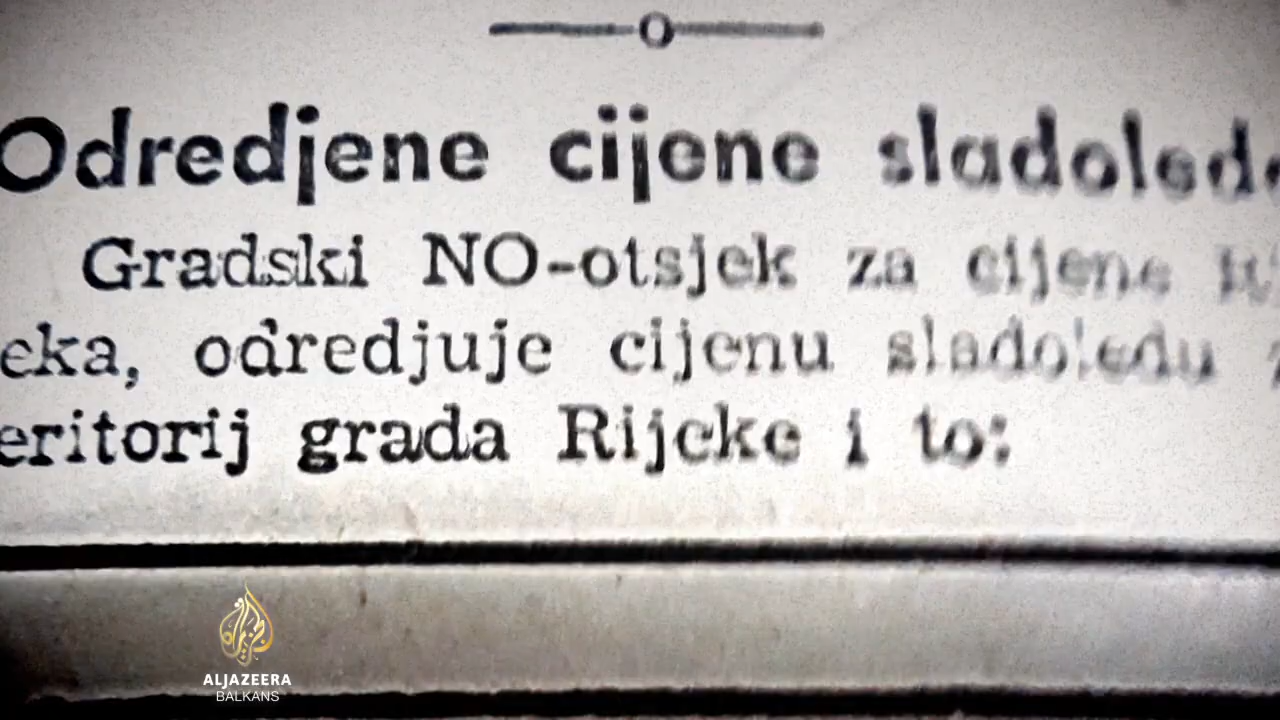 Odredjene cijene sladoled
Gradski NO-otsjek za cijene
eka, odredjuje cijenu sladoledu
eritorij grada Rijeke i to:
ALJAZEERA
BALKANS